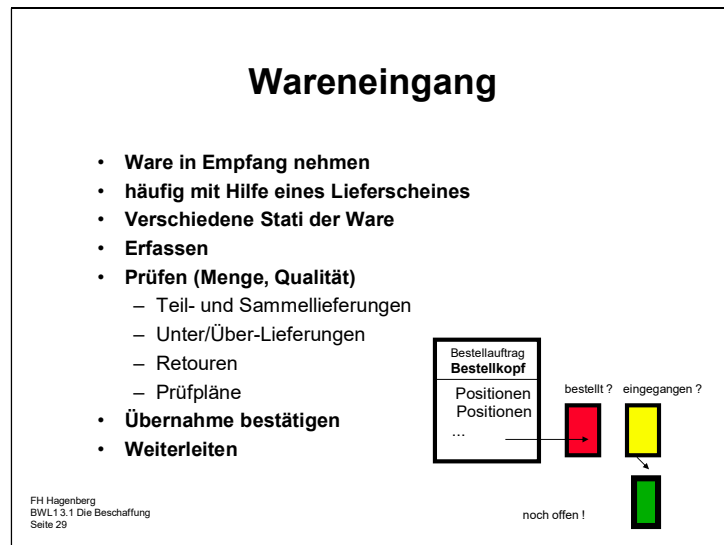 Wareneingang
• Ware in Empfang nehmen
• häufig mit Hilfe eines Lieferscheines
• Verschiedene Stati der Ware
• Erfassen
• Prüfen (Menge, Qualität)
– Teil- und Sammellieferungen
– Unter/Über-Lieferungen
– Retouren
– Prüfpläne
• Übernahme bestätigen
• Weiterleiten
Bestellauftrag
Bestellkopf
Positionen
Positionen
...
bestellt ? eingegangen ?
noch offen !
FH Hagenberg
BWL1 3.1 Die Beschaffung
Seite 29